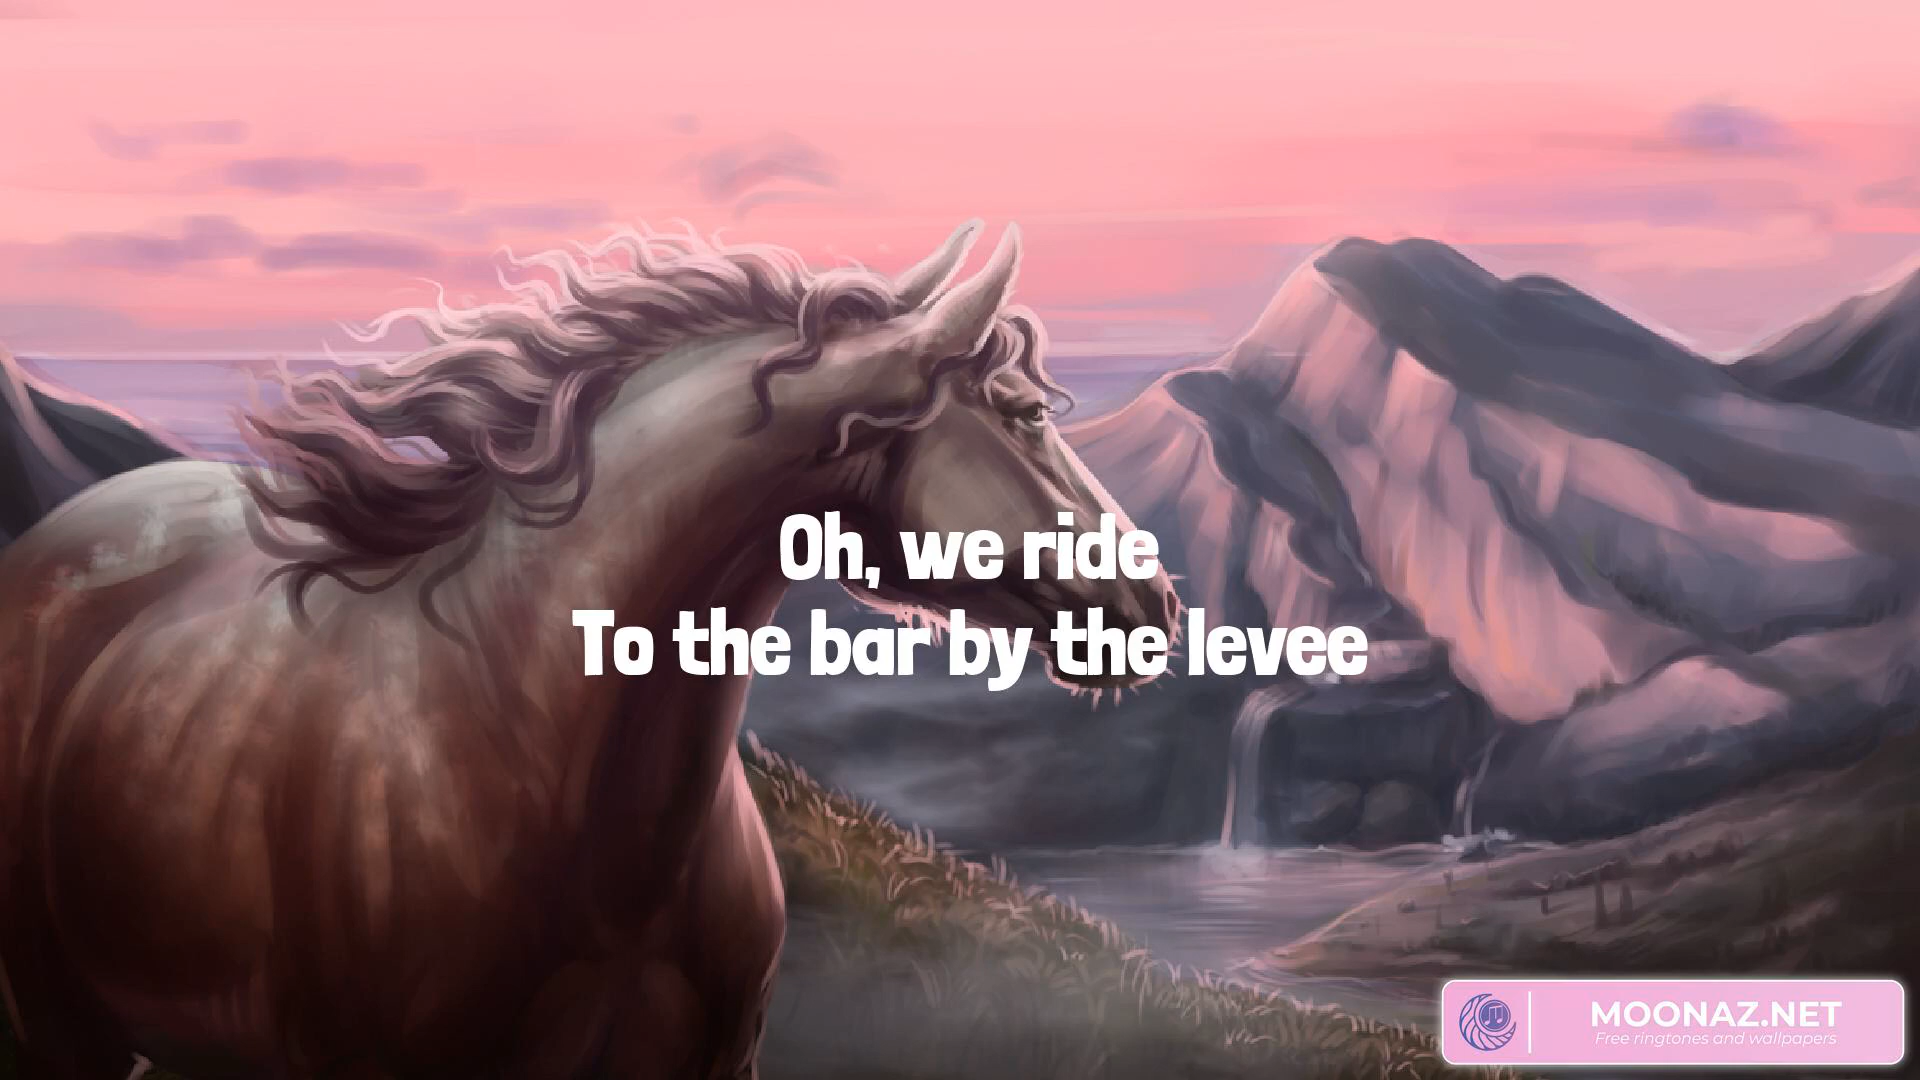 Oh, we ride
To the bar by the levee
MOONAZ.NET
Free ringtones and wallpapers